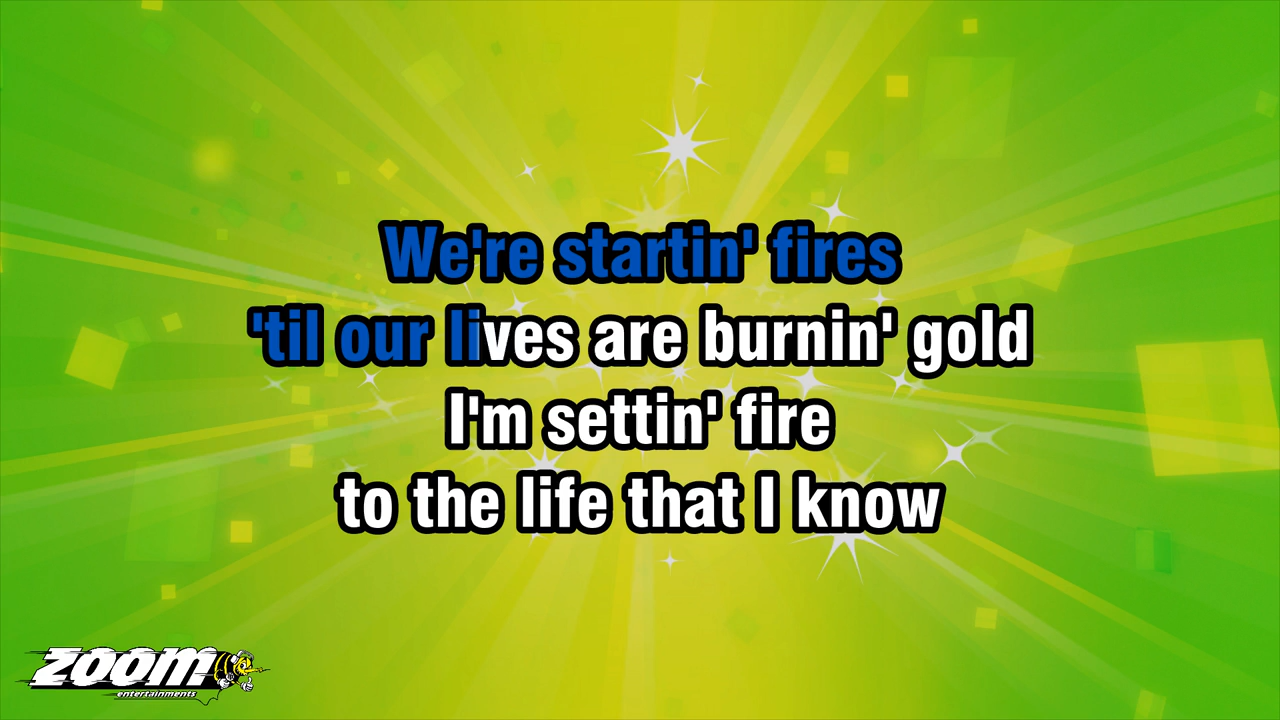 We're startin' fires
'til our lives are burnin' gold
I'm settin' fire
to the life that I know
zoom
entertainments